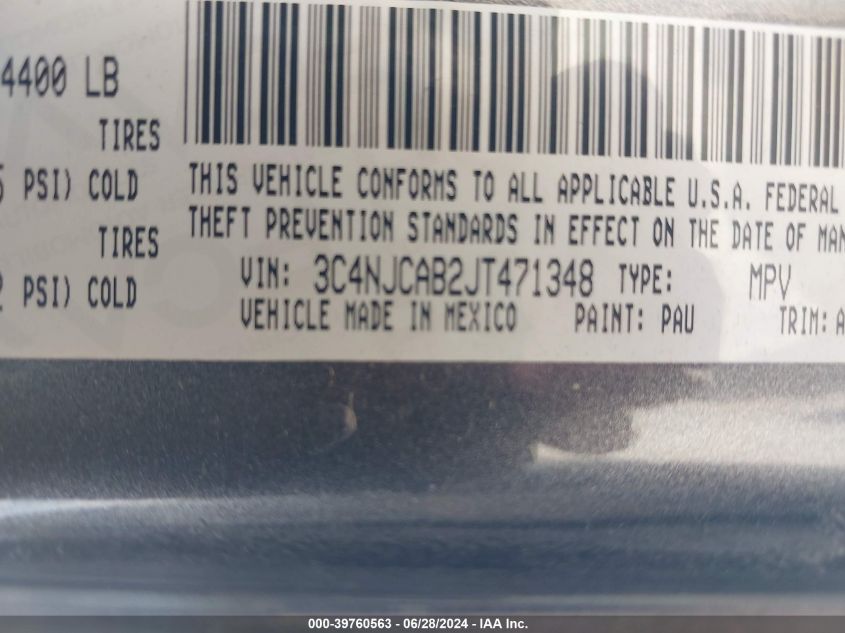 4400 LB
TIRES
PSI) COLD
TIRES
PSI) COLD
THIS VEHICLE CONFORMS TO ALL APPLICABLE U.S.A. FEDERAL
THEFT PREVENTION STANDARDS IN EFFECT ON THE DATE OF MAN
VIN: 3C4NJCAB2JT471348 TYPE: MPV
VEHICLE MADE IN MEXICO PAINT: PAU TRIM: A
000-39760563 - 06/28/2024 - IAA Inc.